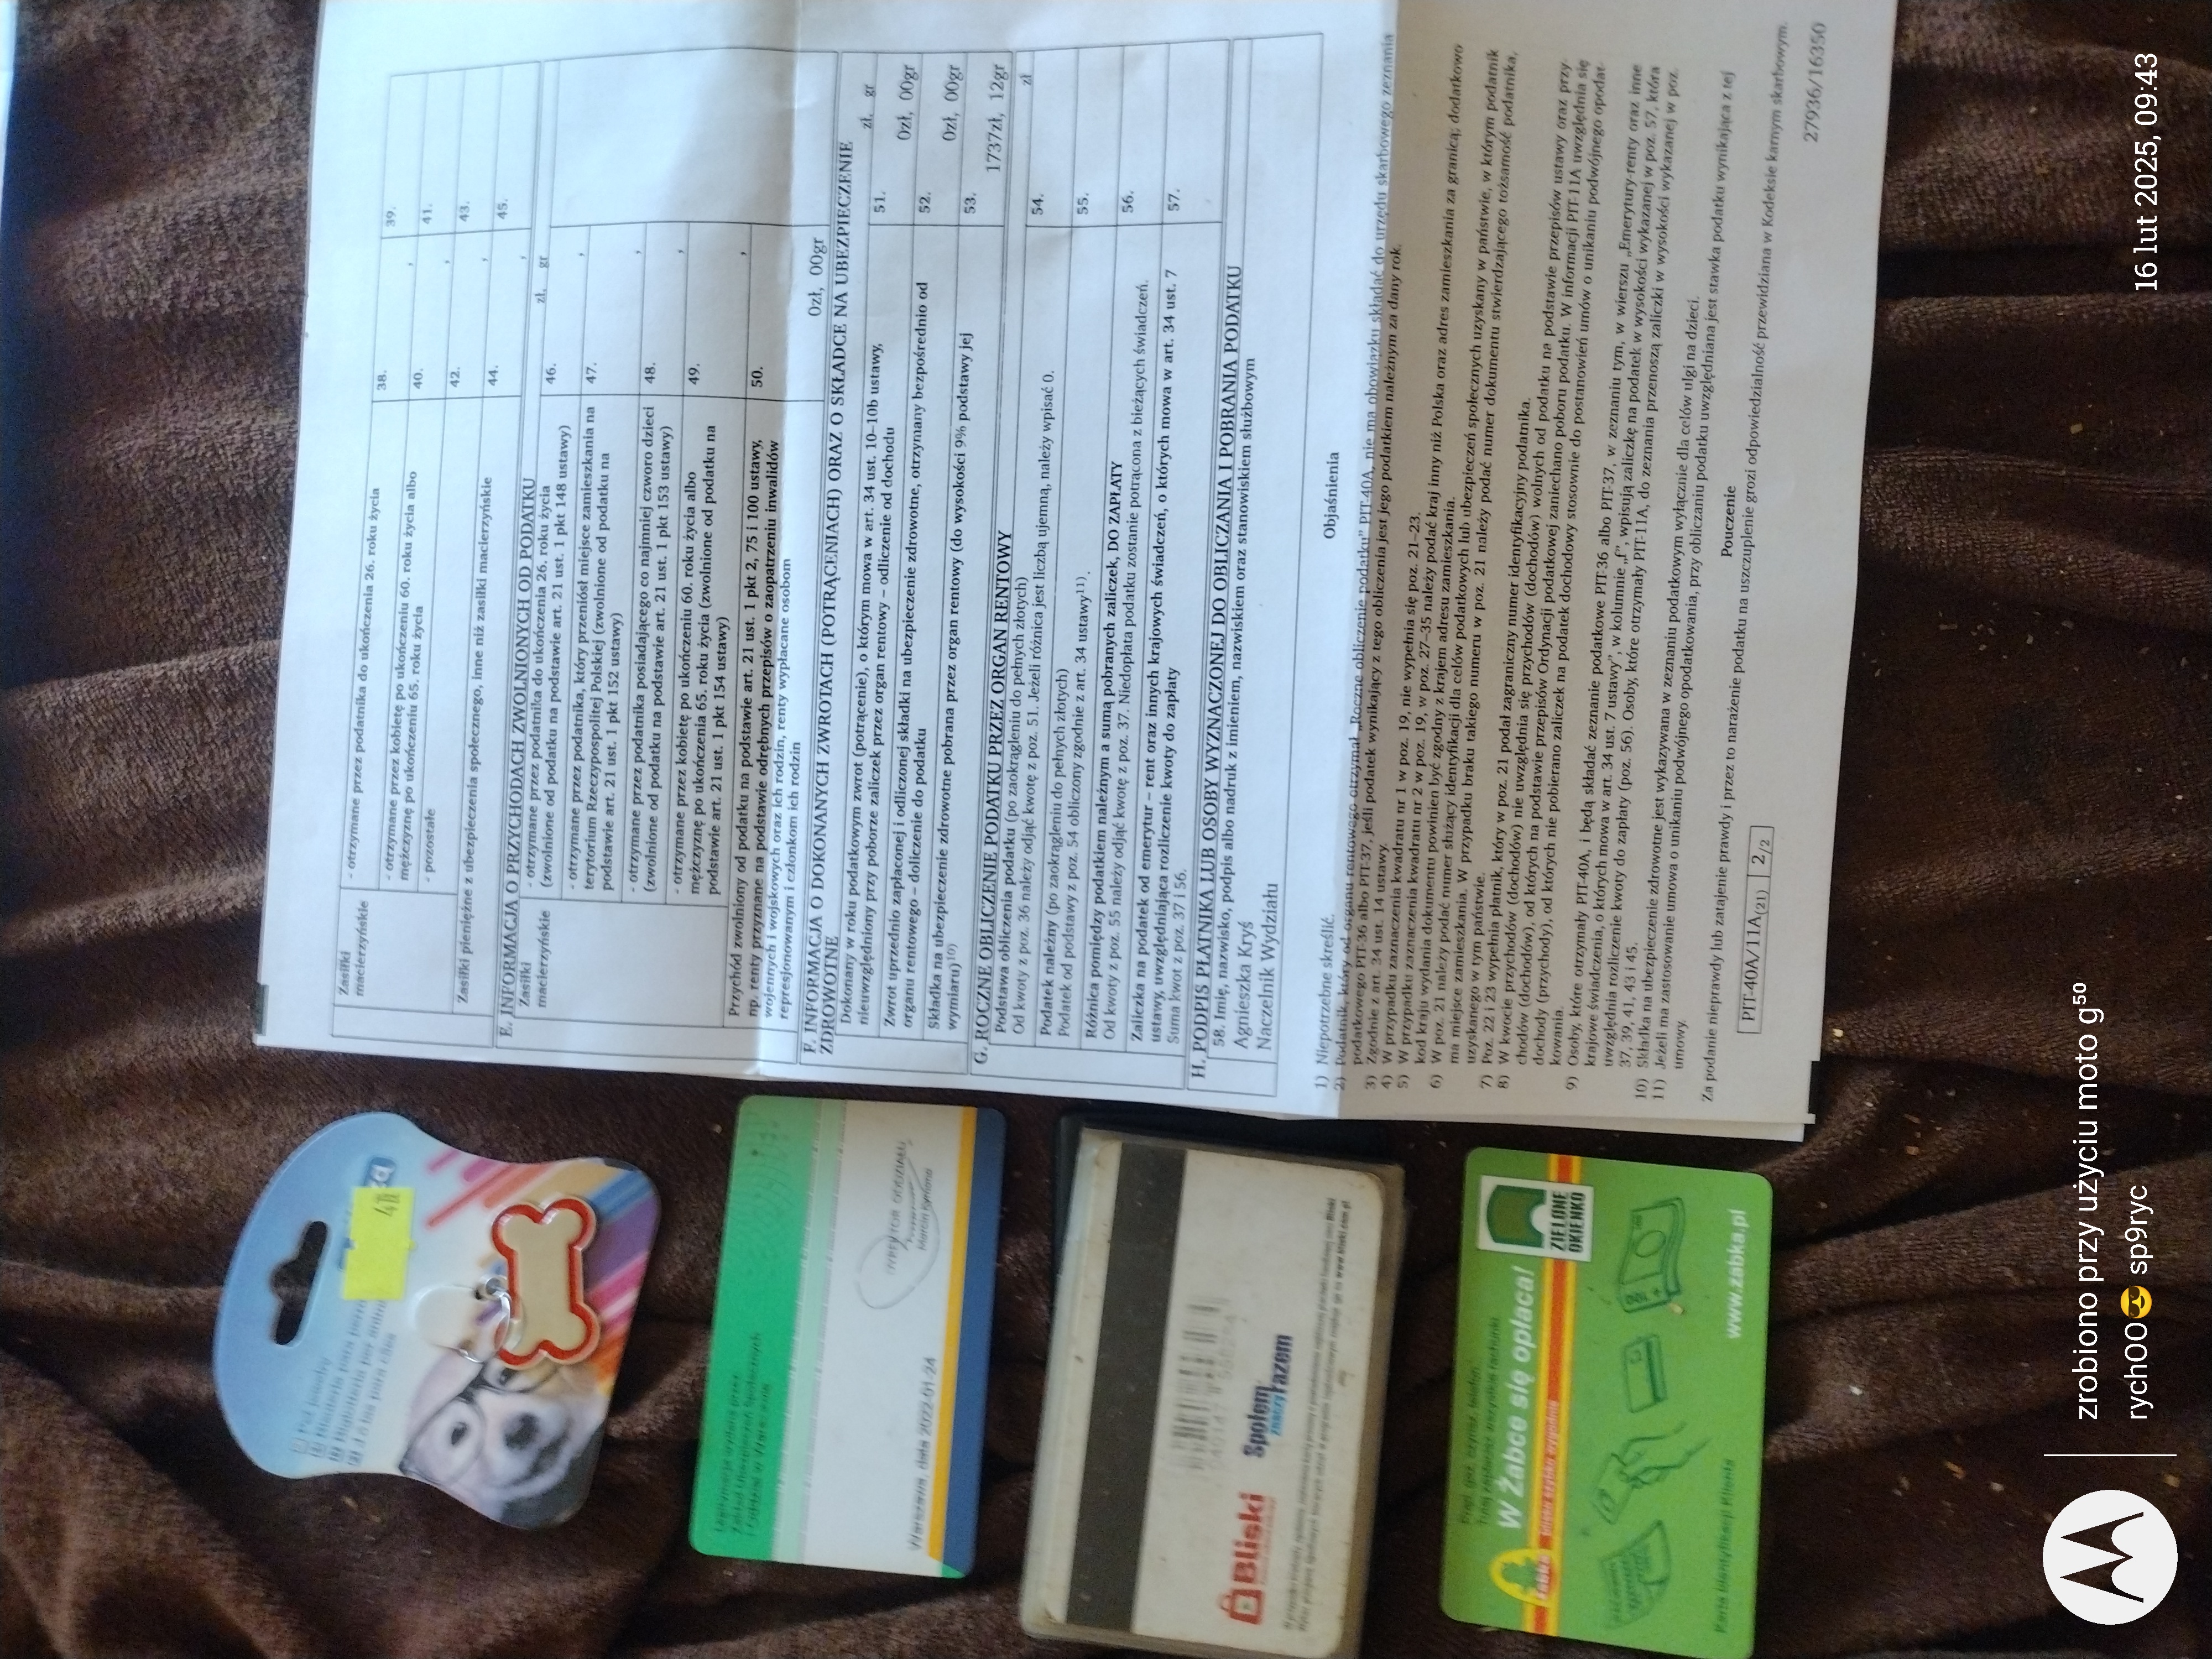 Pet jewelry
Bisuteria para perro
Biglotteria per anima
para cães
4zł
Legitymacja wydana przez
Zakład Ubezpieczeń Społecznych
Oddział w Warszawie
DYREKTOR ODDZIAŁU
Warszawa, data 2022-01-24
Bliski
Społem
znaczy razem
www.bliski.com.pl
Prąd, gaz, czynsz, telefon
Tutaj zapłacisz wszystkie rachunki
W Żabce się opłaca!
żabka
blisko szybko wygodnie
ZIELONE
OKIENKO
Karta Identyfikacji Klienta
www.zabka.pl
Zasiłki
macierzyńskie
- otrzymane przez podatnika do ukończenia 26. roku życia
38.
39.
- otrzymane przez kobietę po ukończeniu 60. roku życia albo
mężczyznę po ukończeniu 65. roku życia
40.
41.
- pozostałe
42.
43.
Zasiłki pieniężne z ubezpieczenia społecznego, inne niż zasiłki macierzyńskie
44.
45.
E. INFORMACJA O PRZYCHODACH ZWOLNIONYCH OD PODATKU
zł, gr
Zasiłki
macierzyńskie
- otrzymane przez podatnika do ukończenia 26. roku życia
(zwolnione od podatku na podstawie art. 21 ust. 1 pkt 148 ustawy)
46.
- otrzymane przez podatnika, który przeniósł miejsce zamieszkania na
terytorium Rzeczypospolitej Polskiej (zwolnione od podatku na
podstawie art. 21 ust. 1 pkt 152 ustawy)
47.
- otrzymane przez podatnika posiadającego co najmniej czworo dzieci
(zwolnione od podatku na podstawie art. 21 ust. 1 pkt 153 ustawy)
48.
- otrzymane przez kobietę po ukończeniu 60. roku życia albo
mężczyznę po ukończenia 65. roku życia (zwolnione od podatku na
podstawie art. 21 ust. 1 pkt 154 ustawy)
49.
Przychód zwolniony od podatku na podstawie art. 21 ust. 1 pkt 2, 75 i 100 ustawy,
np. renty przyznane na podstawie odrębnych przepisów o zaopatrzeniu inwalidów
wojennych i wojskowych oraz ich rodzin, renty wypłacane osobom
represjonowanym i członkom ich rodzin
50.
0zł, 00gr
F. INFORMACJA O DOKONANYCH ZWROTACH (POTRĄCENIACH) ORAZ O SKŁADCE NA UBEZPIECZENIE
ZDROWOTNE
zł, gr
Dokonany w roku podatkowym zwrot (potrącenie), o którym mowa w art. 34 ust. 10–10b ustawy,
nieuwzględniony przy poborze zaliczek przez organ rentowy – odliczenie od dochodu
51.
0zł, 00gr
Zwrot uprzednio zapłaconej i odliczonej składki na ubezpieczenie zdrowotne, otrzymany bezpośrednio od
organu rentowego – doliczenie do podatku
52.
0zł, 00gr
Składka na ubezpieczenie zdrowotne pobrana przez organ rentowy (do wysokości 9% podstawy jej
wymiaru)10)
53.
1737zł, 12gr
G. ROCZNE OBLICZENIE PODATKU PRZEZ ORGAN RENTOWY
zł
Podstawa obliczenia podatku (po zaokrągleniu do pełnych złotych)
Od kwoty z poz. 36 należy odjąć kwotę z poz. 51. Jeżeli różnica jest liczbą ujemną, należy wpisać 0.
54.
Podatek należny (po zaokrągleniu do pełnych złotych)
Podatek od podstawy z poz. 54 obliczony zgodnie z art. 34 ustawy11).
55.
Różnica pomiędzy podatkiem należnym a sumą pobranych zaliczek, DO ZAPŁATY
Od kwoty z poz. 55 należy odjąć kwotę z poz. 37. Niedopłata podatku zostanie potrącona z bieżących świadczeń.
56.
Zaliczka na podatek od emerytur – rent oraz innych krajowych świadczeń, o których mowa w art. 34 ust. 7
ustawy, uwzględniająca rozliczenie kwoty do zapłaty
Suma kwot z poz. 37 i 56.
57.
H. PODPIS PŁATNIKA LUB OSOBY WYZNACZONEJ DO OBLICZANIA I POBRANIA PODATKU
58. Imię, nazwisko, podpis albo nadruk z imieniem, nazwiskiem oraz stanowiskiem służbowym
Agnieszka Kryś
Naczelnik Wydziału
Objaśnienia
1) Niepotrzebne skreślić.
2) Podatnik, który od organu rentowego otrzymał „Roczne obliczenie podatku” PIT-40A, nie ma obowiązku składać do urzędu skarbowego zeznania
podatkowego PIT-36 albo PIT-37, jeśli podatek wynikający z tego obliczenia jest jego podatkiem należnym za dany rok.
3) Zgodnie z art. 34 ust. 14 ustawy.
4) W przypadku zaznaczenia kwadratu nr 1 w poz. 19, nie wypełnia się poz. 21–23.
5) W przypadku zaznaczenia kwadratu nr 2 w poz. 19, w poz. 27–35 należy podać kraj inny niż Polska oraz adres zamieszkania za granicą; dodatkowo
kod kraju wydania dokumentu powinien być zgodny z krajem adresu zamieszkania.
6) W poz. 21 należy podać numer służący identyfikacji dla celów podatkowych lub ubezpieczeń społecznych uzyskany w państwie, w którym podatnik
ma miejsce zamieszkania. W przypadku braku takiego numeru w poz. 21 należy podać numer dokumentu stwierdzającego tożsamość podatnika,
uzyskanego w tym państwie.
7) Poz. 22 i 23 wypełnia płatnik, który w poz. 21 podał zagraniczny numer identyfikacyjny podatnika.
8) W kwocie przychodów (dochodów) nie uwzględnia się przychodów (dochodów) wolnych od podatku na podstawie przepisów ustawy oraz przy-
chodów (dochodów), od których na podstawie przepisów Ordynacji podatkowej zaniechano poboru podatku. W informacji PIT-11A uwzględnia się
dochody (przychody), od których nie pobierano zaliczek na podatek dochodowy stosownie do postanowień umów o unikaniu podwójnego opodat-
kowania.
9) Osoby, które otrzymały PIT-40A, i będą składać zeznanie podatkowe PIT-36 albo PIT-37, w zeznaniu tym, w wierszu „Emerytury-renty oraz inne
krajowe świadczenia, o których mowa w art. 34 ust. 7 ustawy”, w kolumnie „f”, wpisują zaliczkę na podatek w wysokości wykazanej w poz. 57, która
uwzględnia rozliczenie kwoty do zapłaty (poz. 56). Osoby, które otrzymały PIT-11A, do zeznania przenoszą zaliczki w wysokości wykazanej w poz.
37, 39, 41, 43 i 45.
10) Składka na ubezpieczenie zdrowotne jest wykazywana w zeznaniu podatkowym wyłącznie dla celów ulgi na dzieci.
11) Jeżeli ma zastosowanie umowa o unikaniu podwójnego opodatkowania, przy obliczaniu podatku uwzględniana jest stawka podatku wynikająca z tej
umowy.
Pouczenie
Za podanie nieprawdy lub zatajenie prawdy i przez to narażenie podatku na uszczuplenie grozi odpowiedzialność przewidziana w Kodeksie karnym skarbowym.
PIT-40A/11A(21) 2/2
27936/16350
zrobiono przy użyciu moto g50
rychOO😎 sp9ryc
16 lut 2025, 09:43